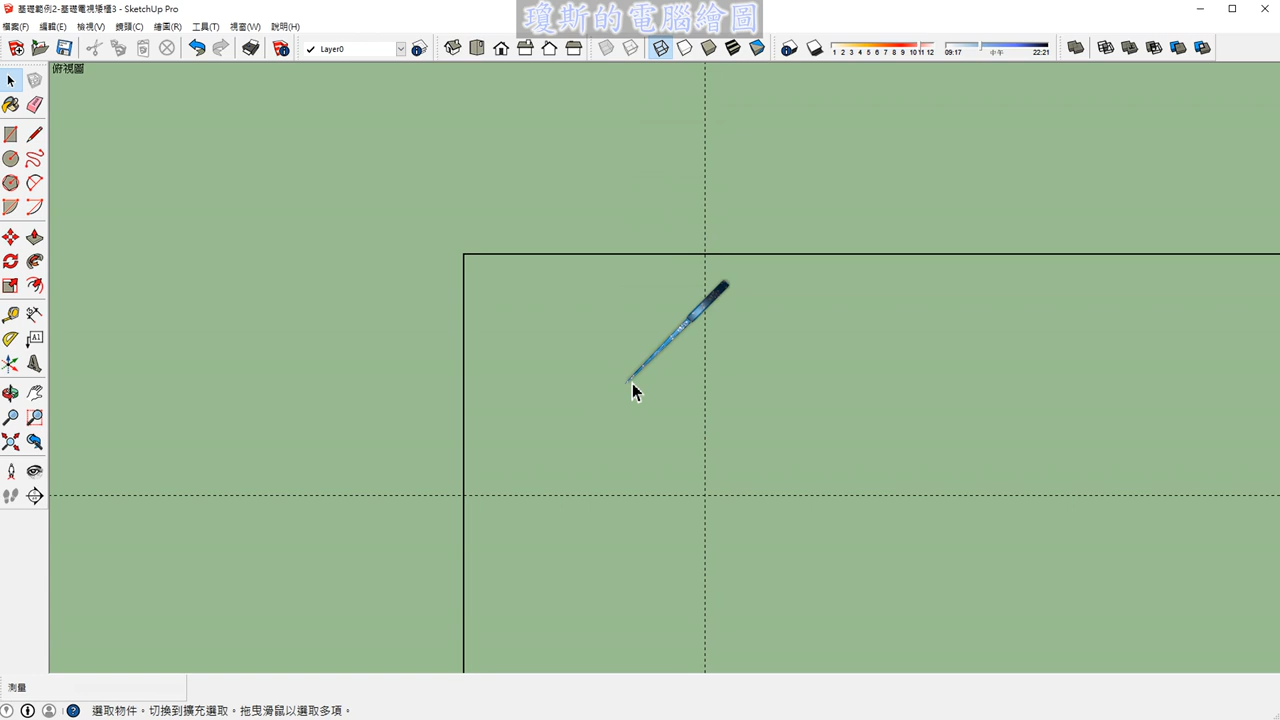 基礎範例2-基礎電視矮櫃3 - SketchUp Pro
瓊斯的電腦繪圖
檔案(F) 編輯(E) 檢視(V) 鏡頭(C) 繪圖(R) 工具(T) 視窗(W) 說明(H)
Layer0
1 2 3 4 5 6 7 8 9 10 11 12
09:17 中午 22:21
俯視圖
A1
測量
選取物件。切換到擴充選取。拖曳滑鼠以選取多項。